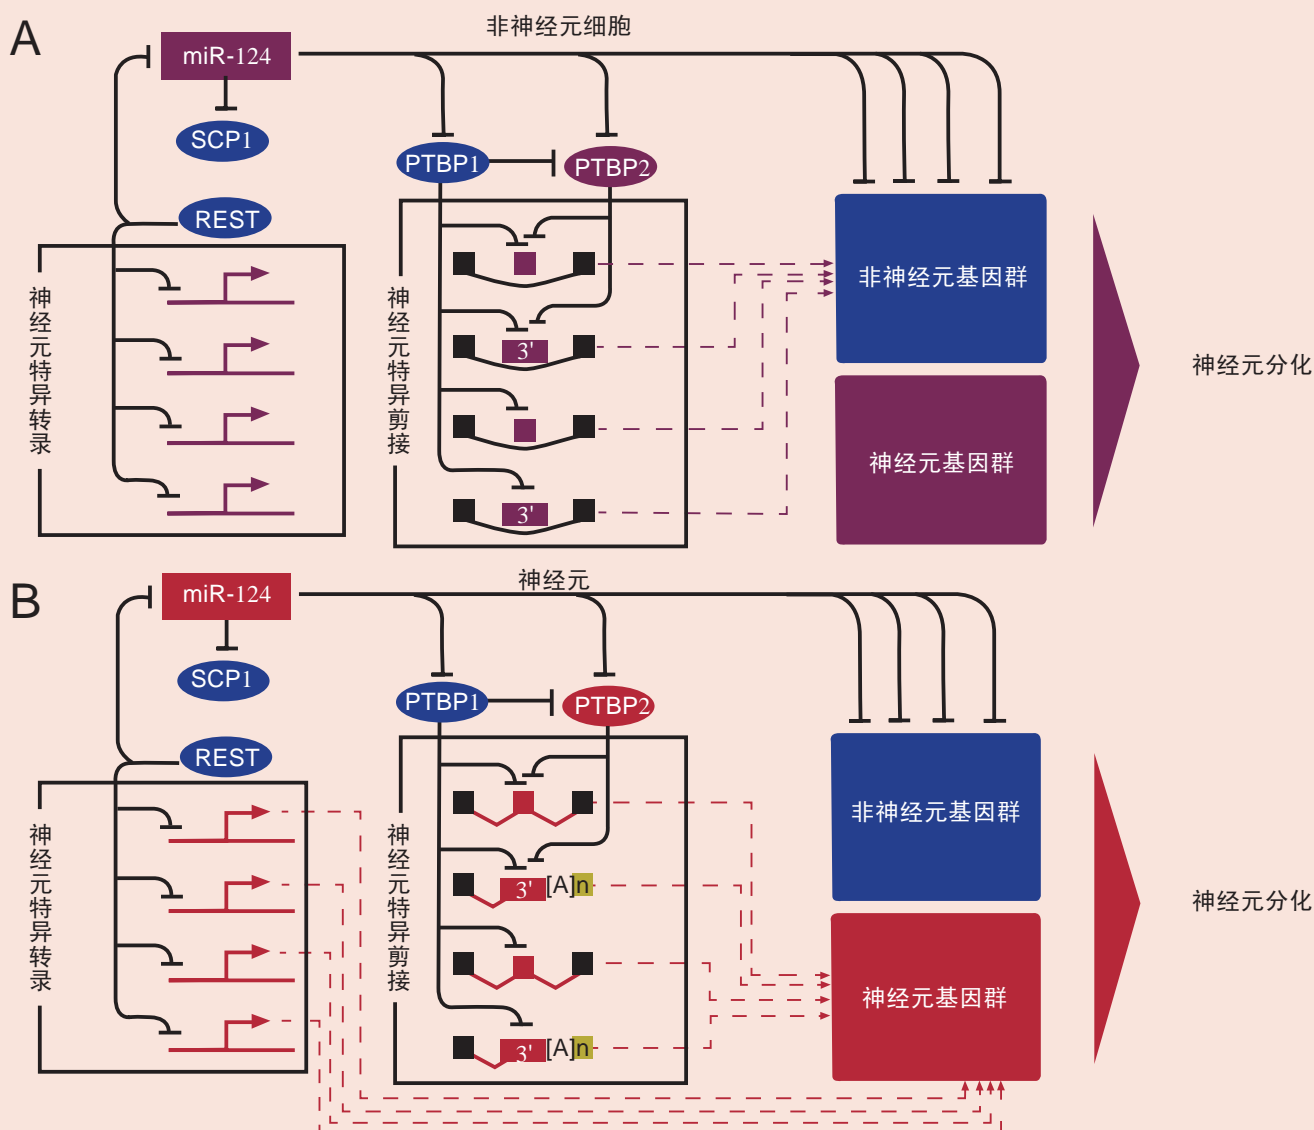 A
非神经元细胞
miR-124
SCP1
PTBP1
PTBP2
REST
神经元特异转录
神经元特异剪接
3'
3'
非神经元基因群
神经元基因群
神经元分化
B
神经元
miR-124
SCP1
PTBP1
PTBP2
REST
神经元特异转录
神经元特异剪接
3' [A]n
3' [A]n
非神经元基因群
神经元基因群
神经元分化